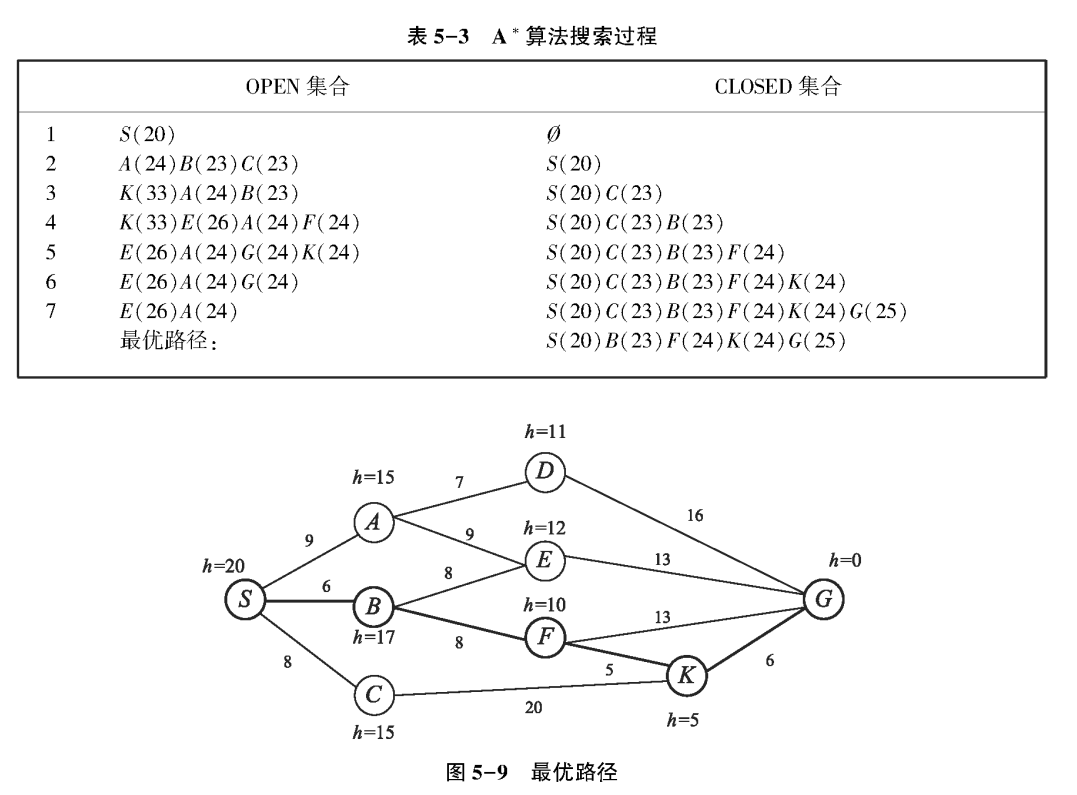 表 5-3 A* 算法搜索过程
OPEN 集合 CLOSED 集合
1 S(20) Ø
2 A(24)B(23)C(23) S(20)
3 K(33)A(24)B(23) S(20)C(23)
4 K(33)E(26)A(24)F(24) S(20)C(23)B(23)
5 E(26)A(24)G(24)K(24) S(20)C(23)B(23)F(24)
6 E(26)A(24)G(24) S(20)C(23)B(23)F(24)K(24)
7 E(26)A(24) S(20)C(23)B(23)F(24)K(24)G(25)
最优路径: S(20)B(23)F(24)K(24)G(25)
h=11
D
h=15
7
16
A
9
9
h=12
h=20
8
E
13
h=0
S
6
B
h=10
G
h=17
8
F
13
8
5
K
6
C
20
h=5
h=15
图 5-9 最优路径